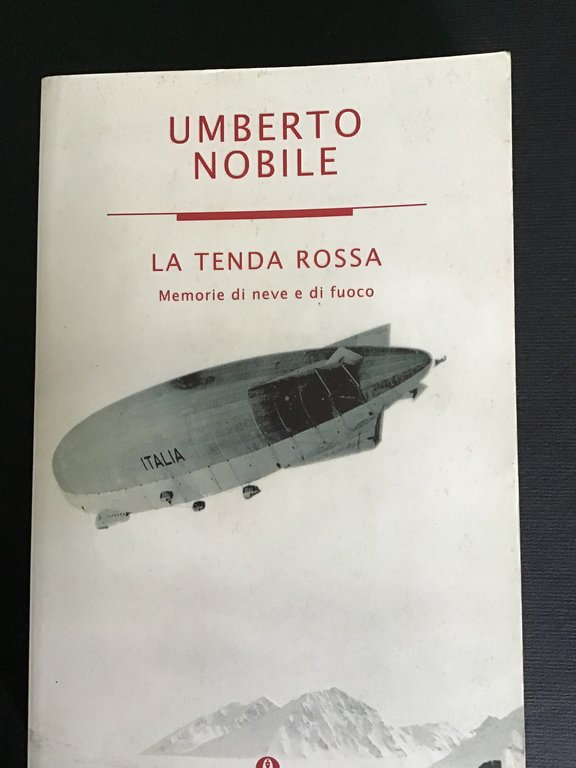 UMBERTO
NOBILE
LA TENDA ROSSA
Memorie di neve e di fuoco
ITALIA